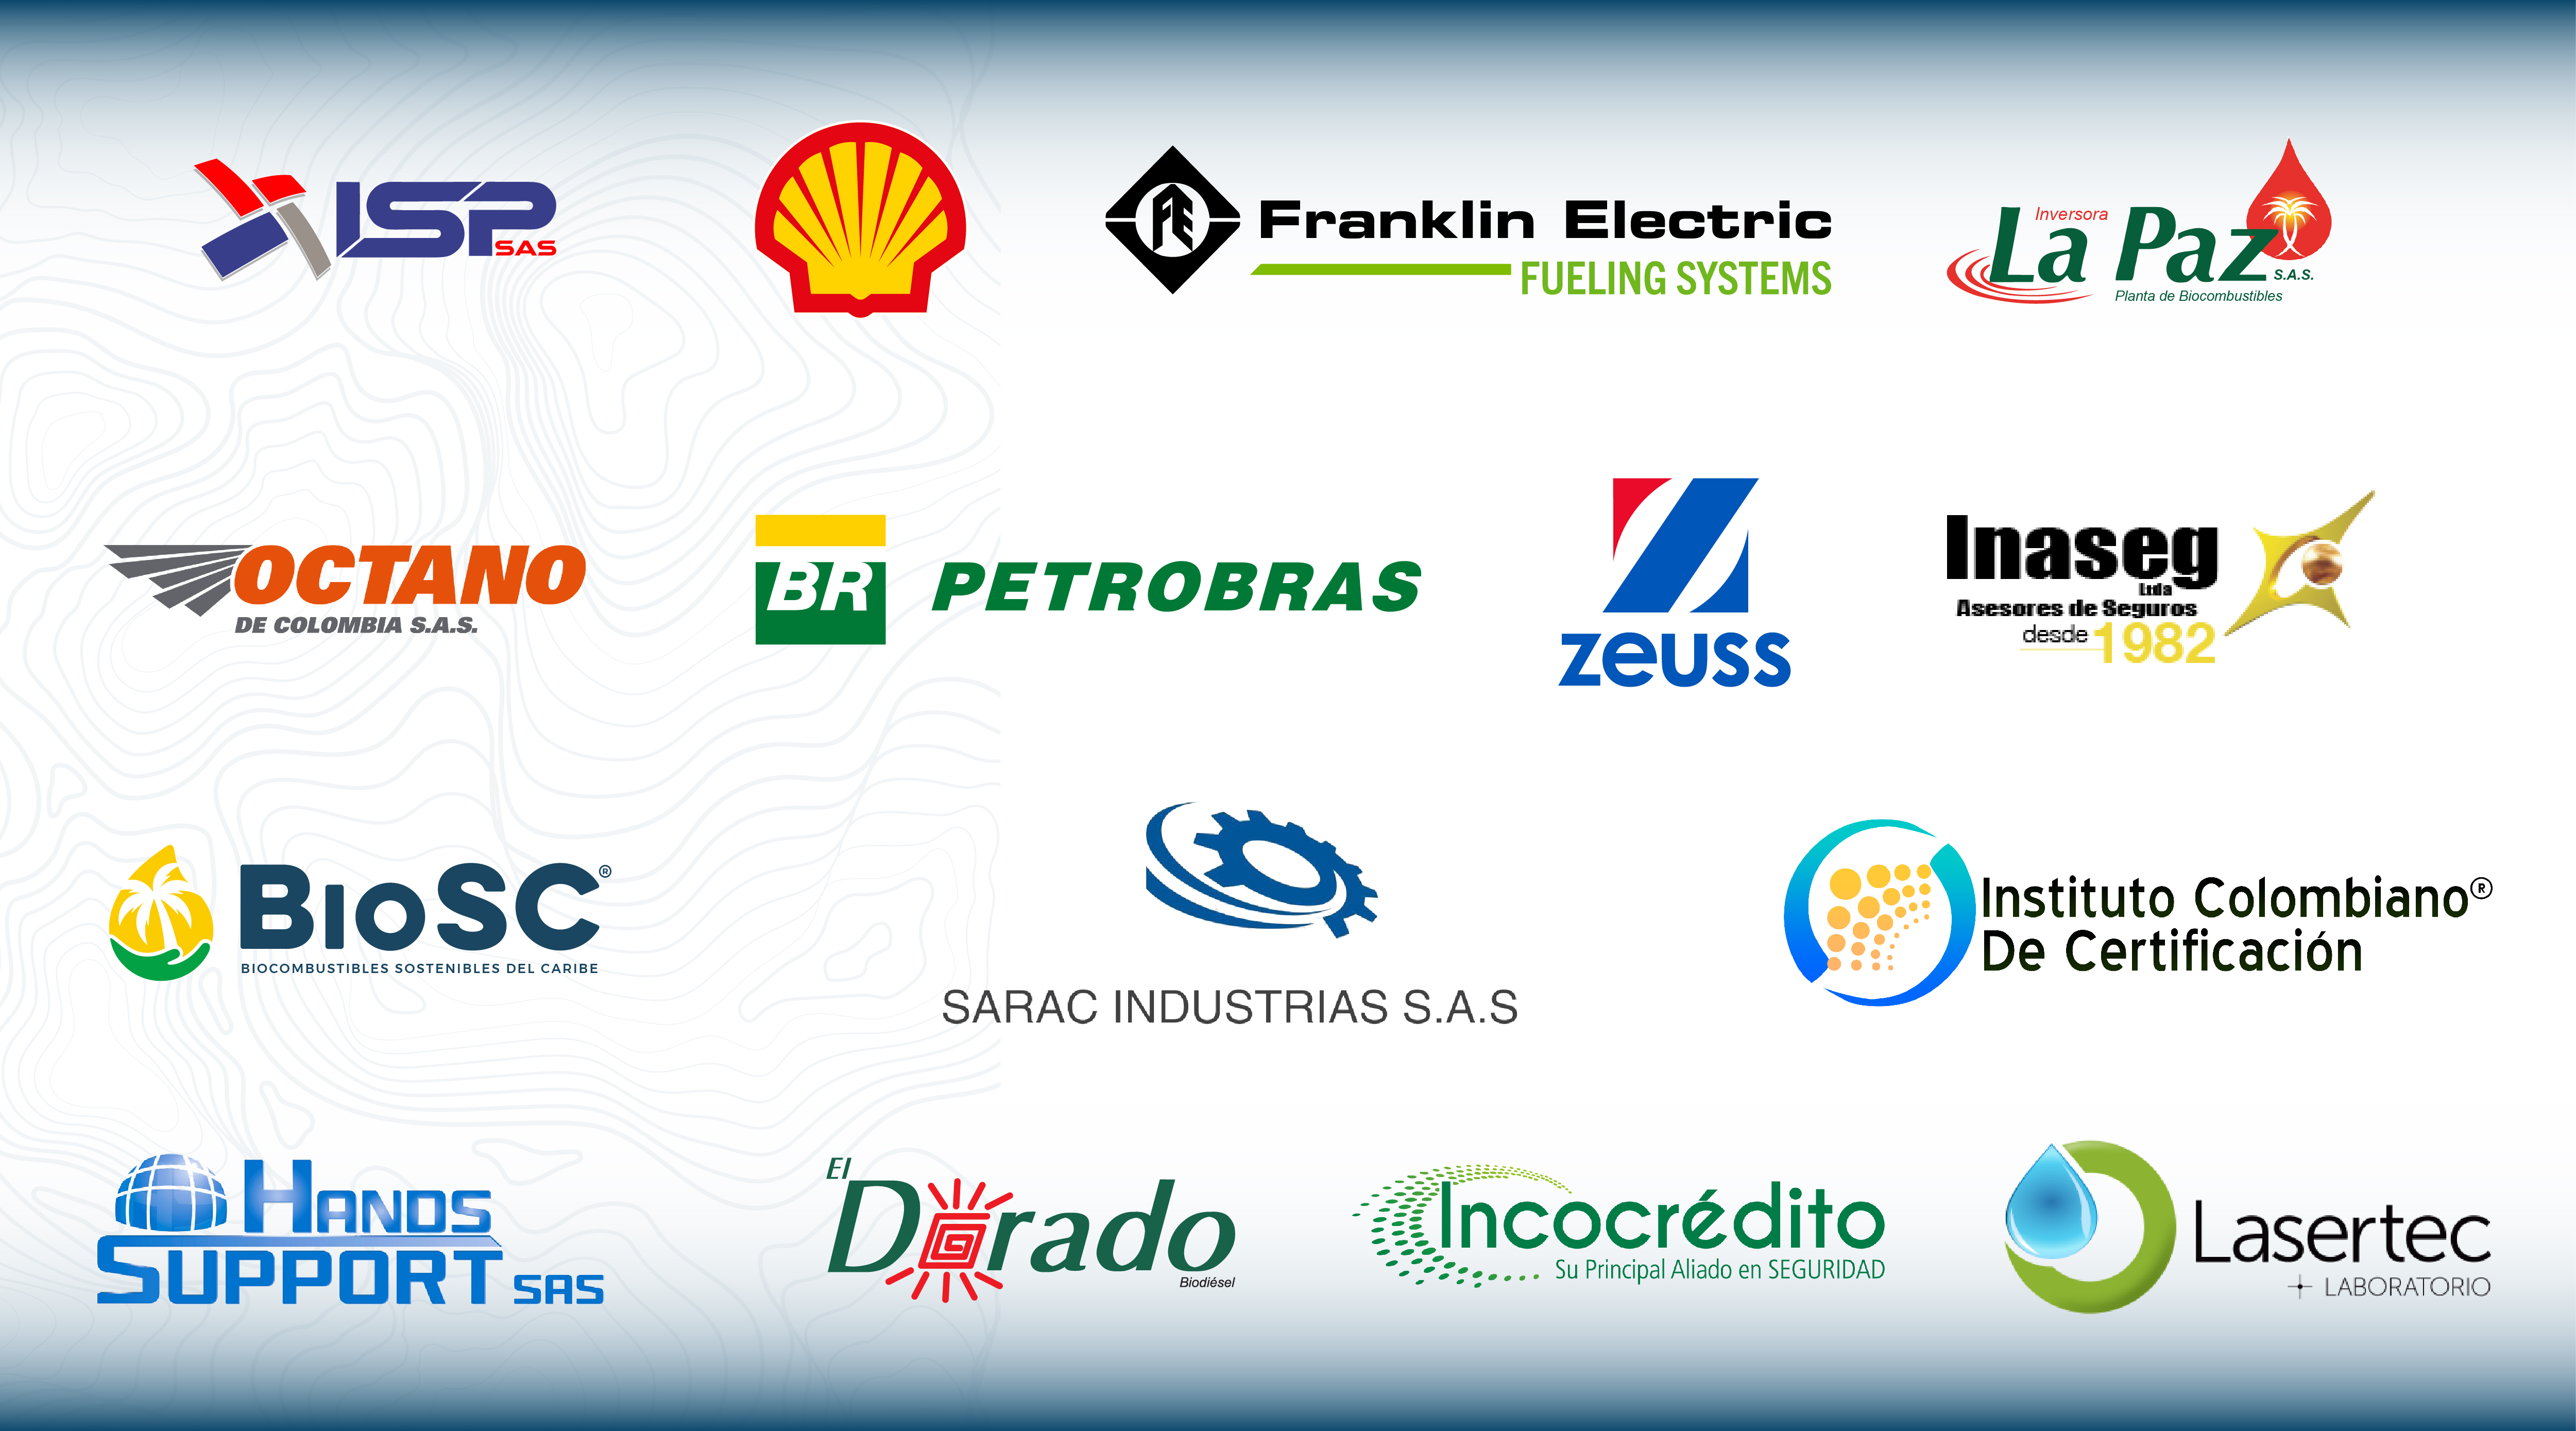 ISP
SAS
FE
Franklin Electric
FUELING SYSTEMS
Inversora
La Paz
S.A.S.
Planta de Biocombustibles
OCTANO
DE COLOMBIA S.A.S.
BR
PETROBRAS
zeuss
Inaseg
Ltda
Asesores de Seguros
desde 1982
BIOSC®
BIOCOMBUSTIBLES SOSTENIBLES DEL CARIBE
SARAC INDUSTRIAS S.A.S
Instituto Colombiano®
De Certificación
HANDS
SUPPORT SAS
El
Dorado
Biodiésel
Incocrédito
Su Principal Aliado en SEGURIDAD
Lasertec
LABORATORIO